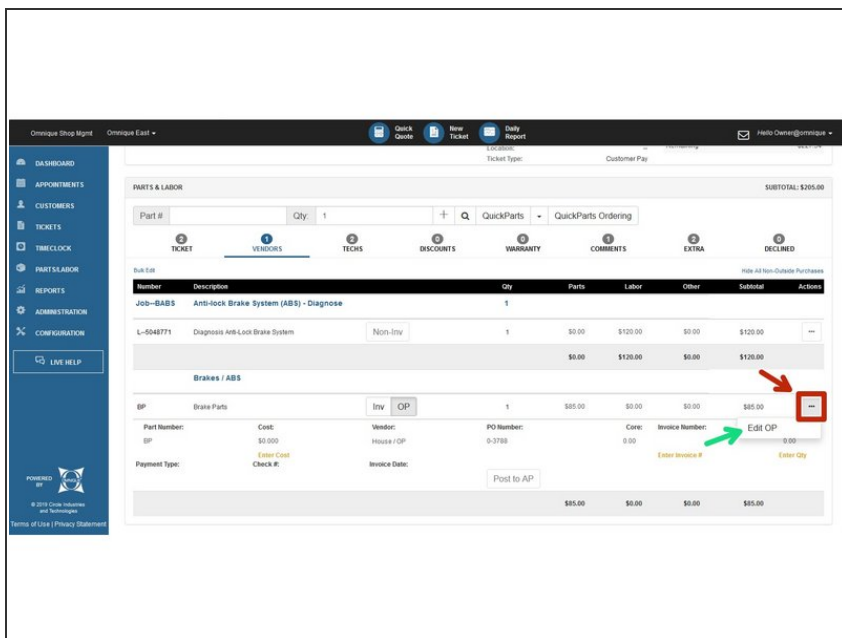 Omnique Shop Mgmt Omnique East Quick Quote New Ticket Daily Report Hello Owner@omnique
Location: --
Ticket Type: Customer Pay
DASHBOARD
APPOINTMENTS
CUSTOMERS
TICKETS
TIMECLOCK
PARTS/LABOR
REPORTS
ADMINISTRATION
CONFIGURATION
LIVE HELP
POWERED BY
© 2019 Circle Industries and Technologies
Terms of Use | Privacy Statement
PARTS & LABOR SUBTOTAL: $205.00
Part # Qty: 1 + QuickParts QuickParts Ordering
2 1 2 0 0 1 2 0
TICKET VENDORS TECHS DISCOUNTS WARRANTY COMMENTS EXTRA DECLINED
Bulk Edit Hide All Non-Outside Purchases
Number Description Qty Parts Labor Other Subtotal Actions
Job--BABS Anti-lock Brake System (ABS) - Diagnose 1
L--5048771 Diagnosis Anti-Lock Brake System Non-Inv 1 $0.00 $120.00 $0.00 $120.00 ...
$0.00 $120.00 $0.00 $120.00
Brakes / ABS
BP Brake Parts Inv OP 1 $85.00 $0.00 $0.00 $85.00 ...
Edit OP
Part Number: Cost: Vendor: PO Number: Core: Invoice Number:
BP $0.000 House / OP 0-3788 0.00 0.00
Enter Cost Enter Invoice # Enter Qty
Payment Type: Check #: Invoice Date:
Post to AP
$85.00 $0.00 $0.00 $85.00